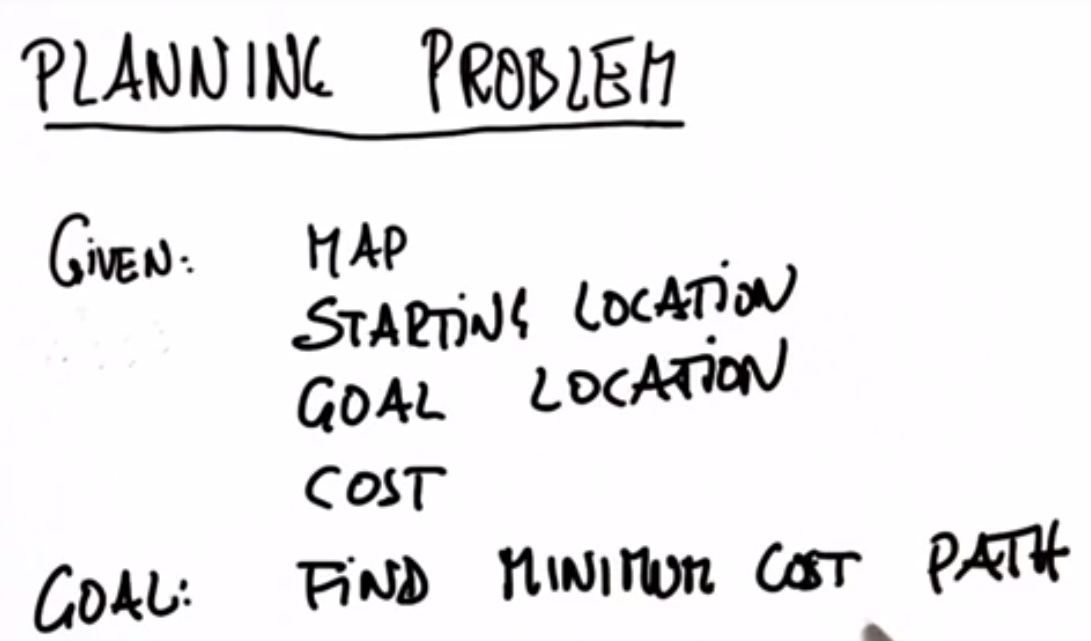 PLANNING PROBLEM
GiVEN: MAP
STARTiNG LOCATiON
GOAL LOCATiON
COST
GOAL: FiND MINIMUM COST PATH